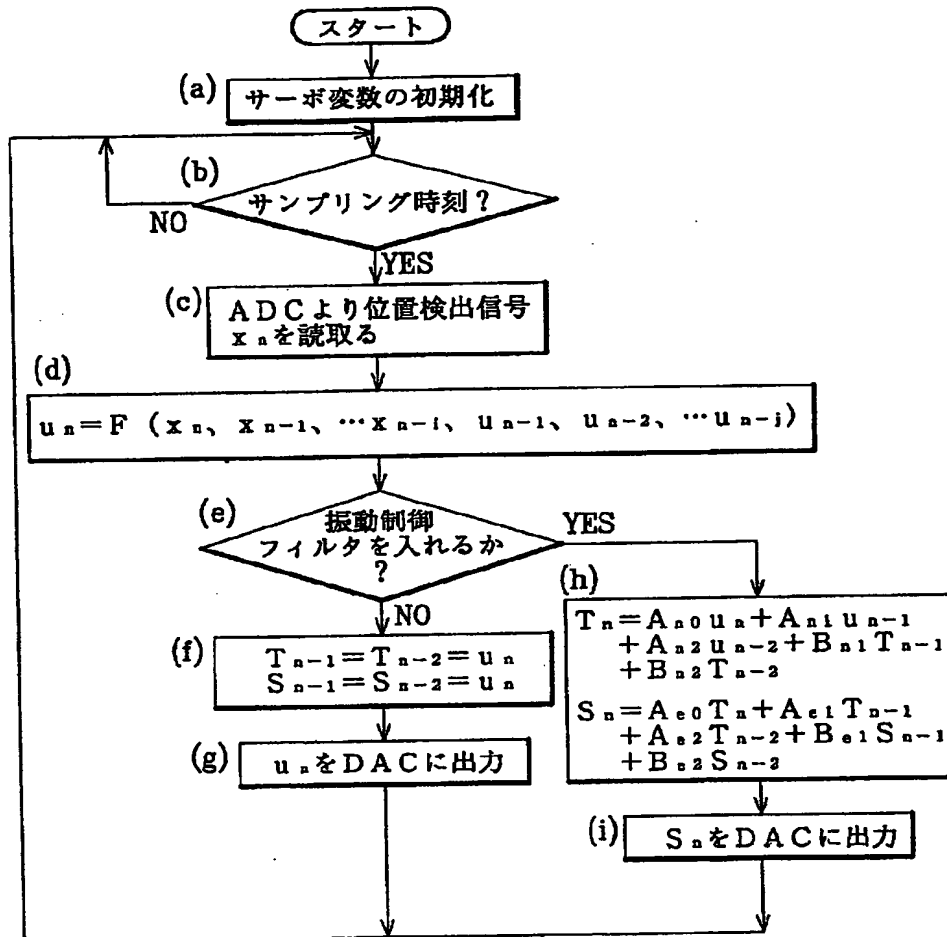 スタート
(a)
サーボ変数の初期化
(b)
サンプリング時刻?
NO
YES
(c)
ADCより位置検出信号
xnを読取る
(d)
un=F (xn、xn-1、…xn-i、un-1、un-2、…un-j)
(e)
振動制御
フィルタを入れるか
?
YES
NO
(f)
Tn-1=Tn-2=un
Sn-1=Sn-2=un
(g)
unをDACに出力
(h)
Tn=An0un+An1un-1
+An2un-2+Bn1Tn-1
+Bn2Tn-2
Sn=Ae0Tn+Ae1Tn-1
+Ae2Tn-2+Be1Sn-1
+Be2Sn-2
(i)
SnをDACに出力